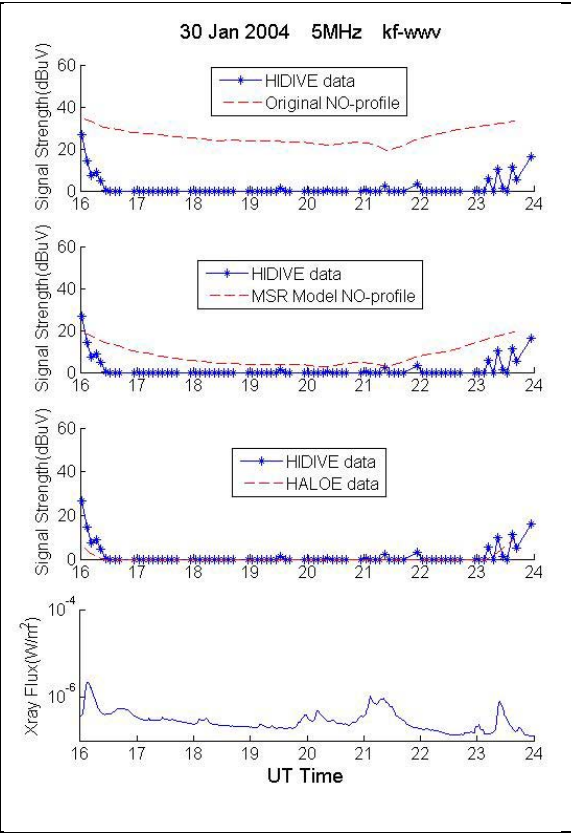 30 Jan 2004 5MHz kf-wwv
Signal Strength(dBuV)
60
40
20
0
HIDIVE data
Original NO-profile
16 17 18 19 20 21 22 23 24
Signal Strength(dBuV)
60
40
20
0
HIDIVE data
MSR Model NO-profile
16 17 18 19 20 21 22 23 24
Signal Strength(dBuV)
60
40
20
0
HIDIVE data
HALOE data
16 17 18 19 20 21 22 23 24
Xray Flux(W/m²)
10⁻⁴
10⁻⁶
16 17 18 19 20 21 22 23 24
UT Time